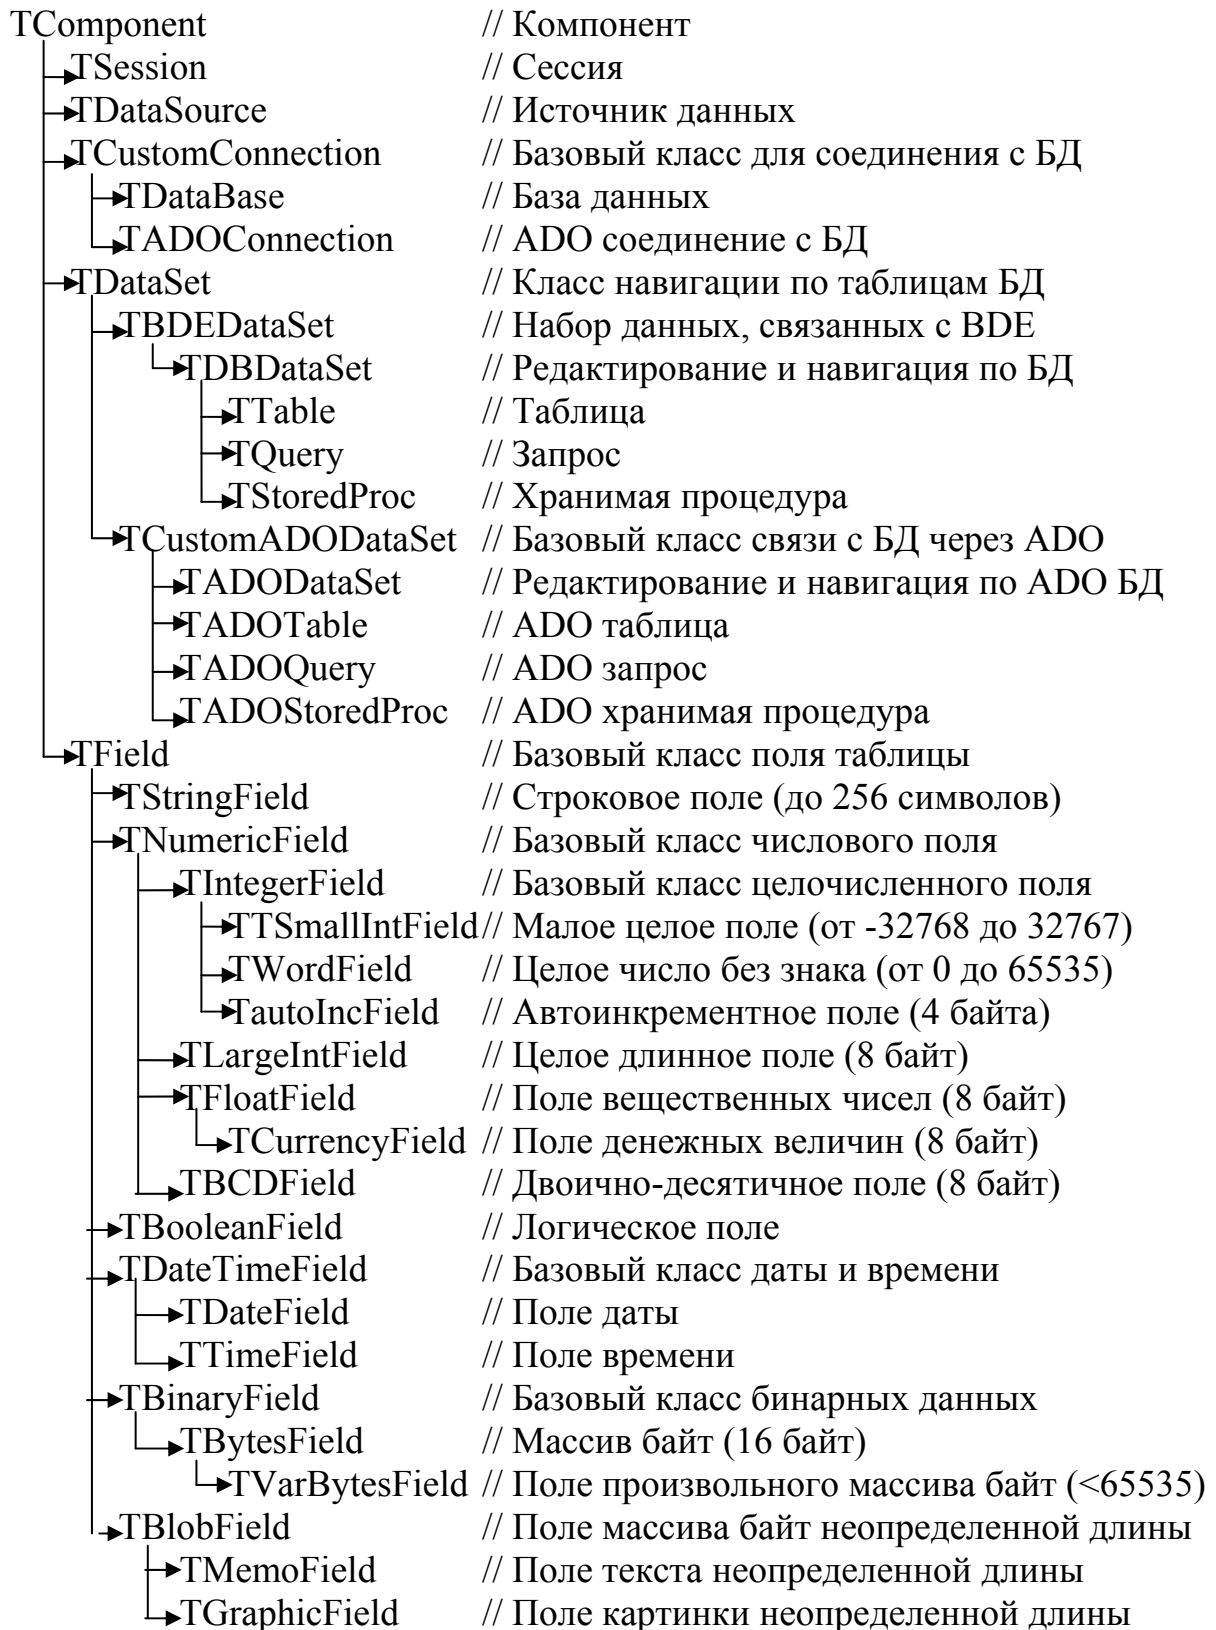 TComponent // Компонент
TSession // Сессия
TDataSource // Источник данных
TCustomConnection // Базовый класс для соединения с БД
TDataBase // База данных
TADOConnection // ADO соединение с БД
TDataSet // Класс навигации по таблицам БД
TBDEDataSet // Набор данных, связанных с BDE
TDBDataSet // Редактирование и навигация по БД
TTable // Таблица
TQuery // Запрос
TStoredProc // Хранимая процедура
TCustomADODataSet // Базовый класс связи с БД через ADO
TADODataSet // Редактирование и навигация по ADO БД
TADOTable // ADO таблица
TADOQuery // ADO запрос
TADOStoredProc // ADO хранимая процедура
TField // Базовый класс поля таблицы
TStringField // Строковое поле (до 256 символов)
TNumericField // Базовый класс числового поля
TIntegerField // Базовый класс целочисленного поля
TTSmallIntField // Малое целое поле (от -32768 до 32767)
TWordField // Целое число без знака (от 0 до 65535)
TautoIncField // Автоинкрементное поле (4 байта)
TLargeIntField // Целое длинное поле (8 байт)
TFloatField // Поле вещественных чисел (8 байт)
TCurrencyField // Поле денежных величин (8 байт)
TBCDField // Двоично-десятичное поле (8 байт)
TBooleanField // Логическое поле
TDateTimeField // Базовый класс даты и времени
TDateField // Поле даты
TTimeField // Поле времени
TBinaryField // Базовый класс бинарных данных
TBytesField // Массив байт (16 байт)
TVarBytesField // Поле произвольного массива байт (<65535)
TBlobField // Поле массива байт неопределенной длины
TMemoField // Поле текста неопределенной длины
TGraphicField // Поле картинки неопределенной длины